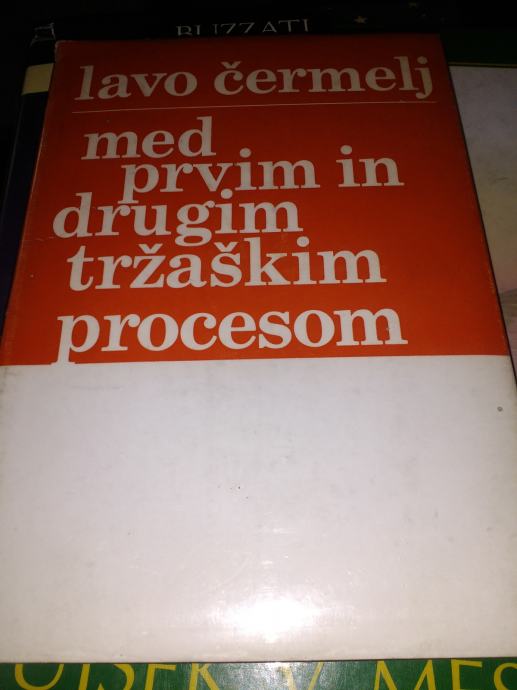 BUZZATI
lavo čermelj
med
prvim in
drugim
tržaškim
procesom